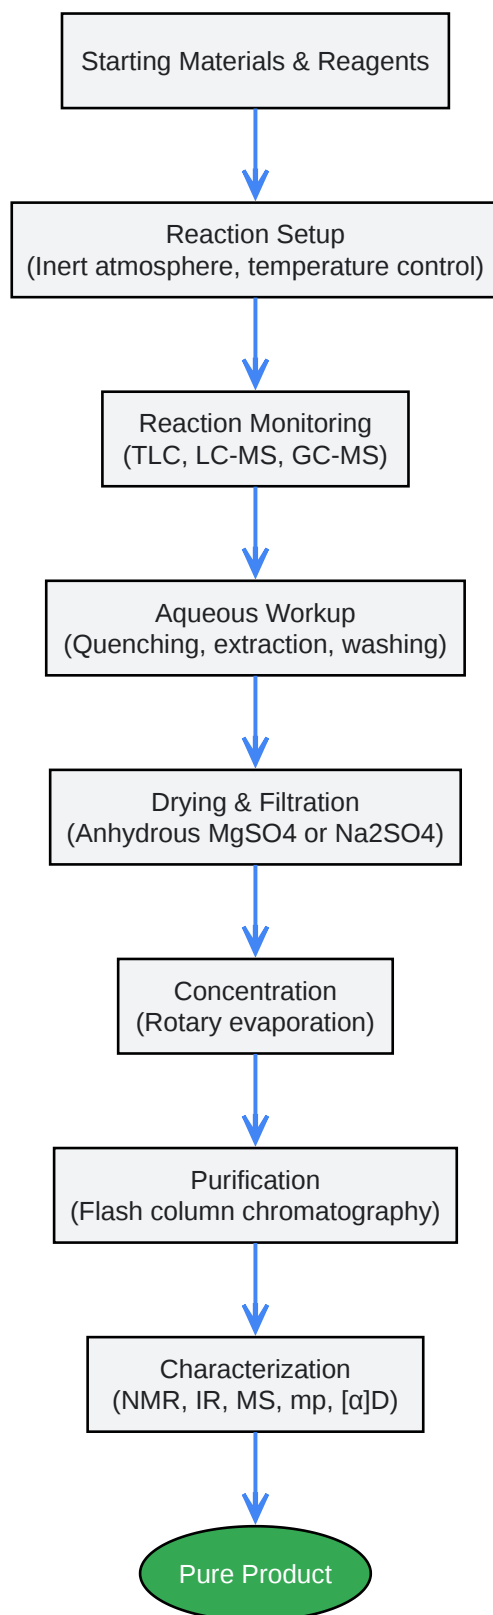 Starting Materials & Reagents
Reaction Setup
(Inert atmosphere, temperature control)
Reaction Monitoring
(TLC, LC-MS, GC-MS)
Aqueous Workup
(Quenching, extraction, washing)
Drying & Filtration
(Anhydrous MgSO4 or Na2SO4)
Concentration
(Rotary evaporation)
Purification
(Flash column chromatography)
Characterization
(NMR, IR, MS, mp, [α]D)
Pure Product